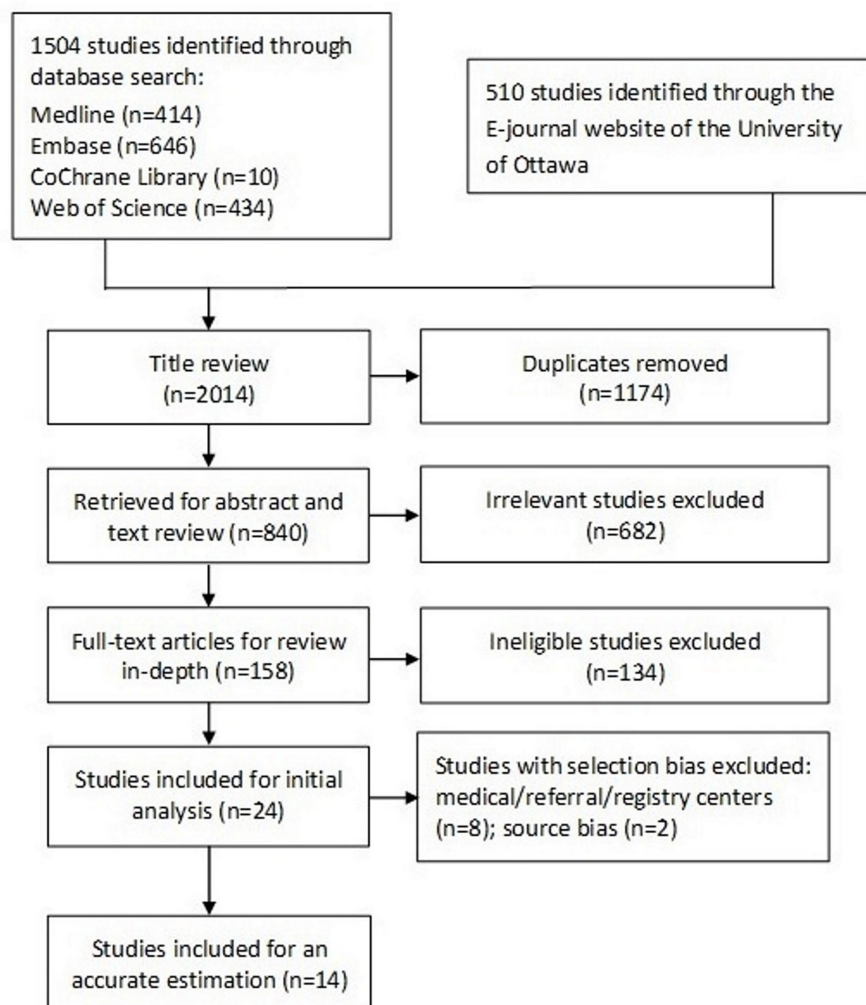 1504 studies identified through
database search:
Medline (n=414)
Embase (n=646)
CoChrane Library (n=10)
Web of Science (n=434)
510 studies identified through the
E-journal website of the University
of Ottawa
Title review
(n=2014)
Duplicates removed
(n=1174)
Retrieved for abstract and
text review (n=840)
Irrelevant studies excluded
(n=682)
Full-text articles for review
in-depth (n=158)
Ineligible studies excluded
(n=134)
Studies included for initial
analysis (n=24)
Studies with selection bias excluded:
medical/referral/registry centers
(n=8); source bias (n=2)
Studies included for an
accurate estimation (n=14)